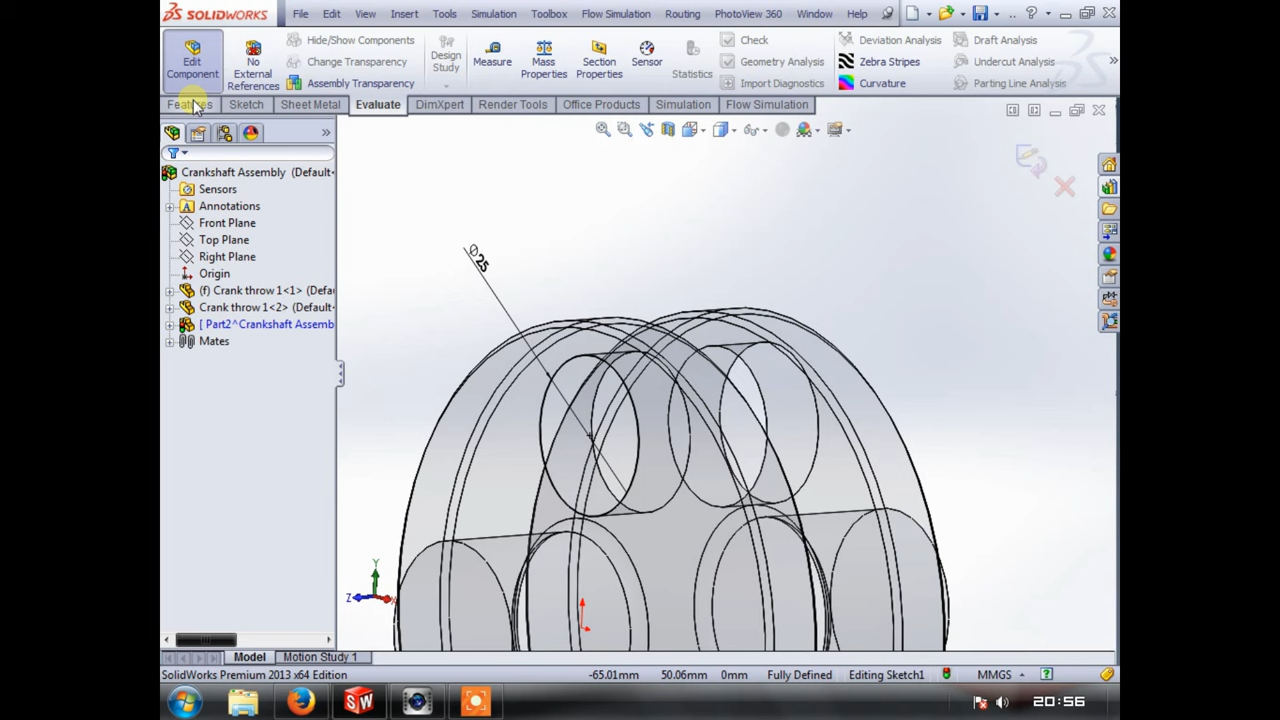 SOLIDWORKS File Edit View Insert Tools Simulation Toolbox Flow Simulation Routing PhotoView 360 Window Help
Edit Component
No External References
Hide/Show Components
Change Transparency
Assembly Transparency
Design Study
Measure
Mass Properties
Section Properties
Sensor
Statistics
Check
Geometry Analysis
Import Diagnostics
Deviation Analysis
Zebra Stripes
Curvature
Draft Analysis
Undercut Analysis
Parting Line Analysis
Features Sketch Sheet Metal Evaluate DimXpert Render Tools Office Products Simulation Flow Simulation
Crankshaft Assembly (Default<
Sensors
Annotations
Front Plane
Top Plane
Right Plane
Origin
(f) Crank throw 1<1> (Defau
Crank throw 1<2> (Default<
[ Part2^Crankshaft Assemb
Mates
Ø25
Y
Z
Model Motion Study 1
SolidWorks Premium 2013 x64 Edition -65.01mm 50.06mm 0mm Fully Defined Editing Sketch1 MMGS
SW 20:56